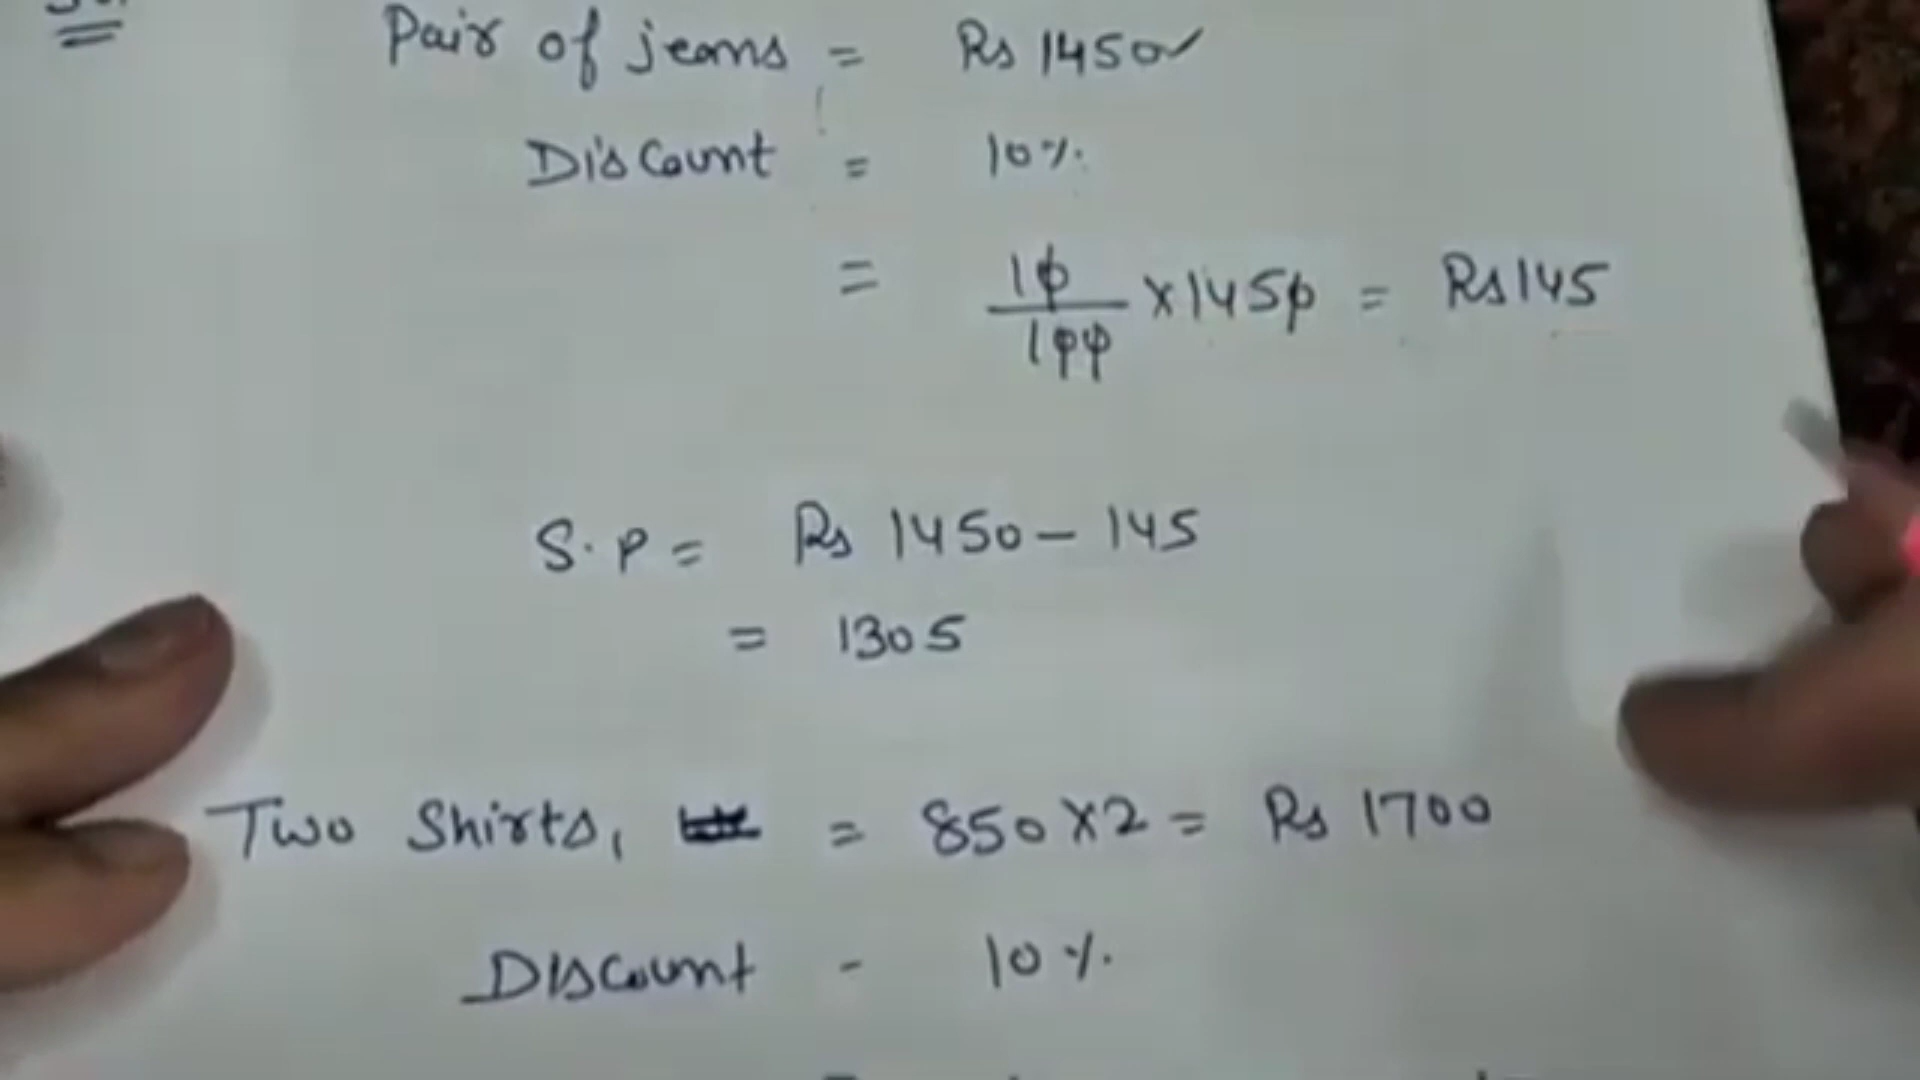 Pair of jeans = Rs 1450✓
Discount = 10%
= 10/100 × 1450 = Rs 145
S.P = Rs 1450 - 145
= 1305
Two Shirts, = 850 × 2 = Rs 1700
Discount - 10%